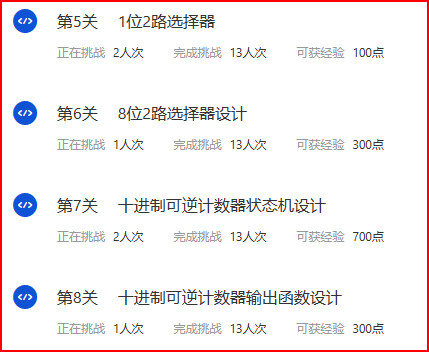 第5关 1位2路选择器
正在挑战 2人次 完成挑战 13人次 可获经验 100点
第6关 8位2路选择器设计
正在挑战 1人次 完成挑战 13人次 可获经验 300点
第7关 十进制可逆计数器状态机设计
正在挑战 2人次 完成挑战 13人次 可获经验 700点
第8关 十进制可逆计数器输出函数设计
正在挑战 1人次 完成挑战 13人次 可获经验 300点